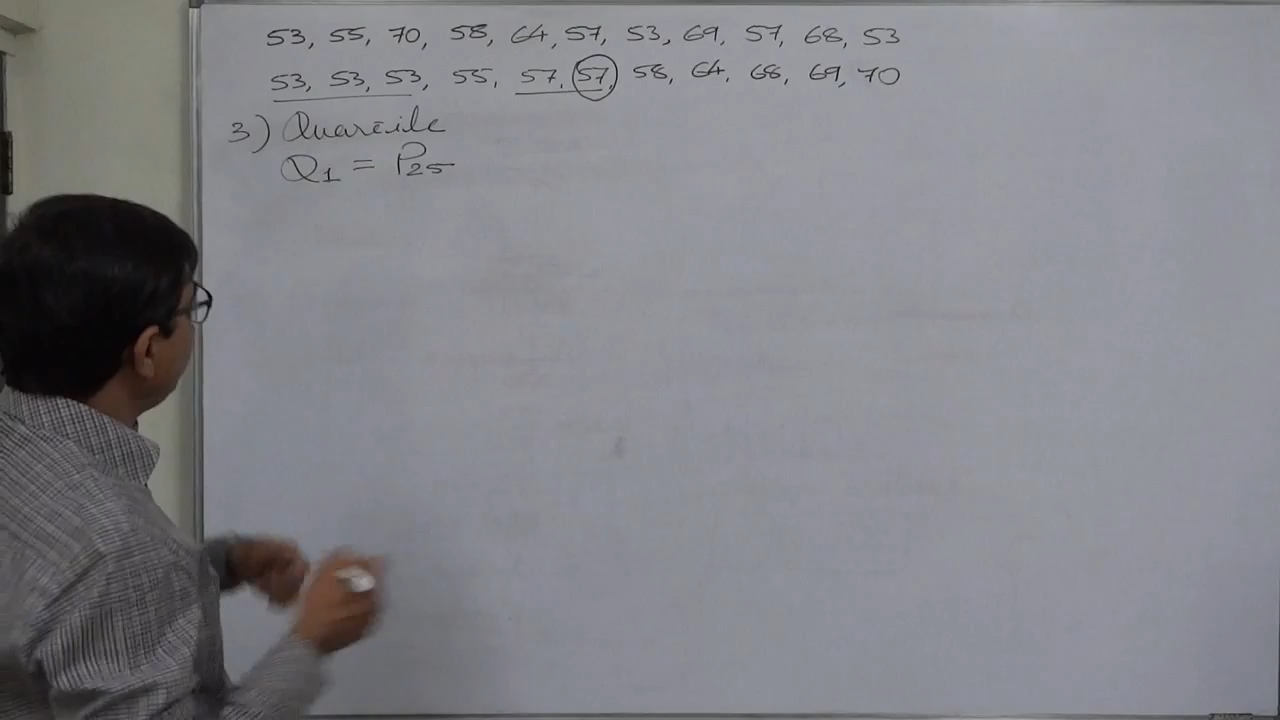 53, 55, 70, 58, 64, 57, 53, 69, 57, 68, 53
53, 53, 53, 55, 57, 57, 58, 64, 68, 69, 70
3) Quartile
Q1 = P25